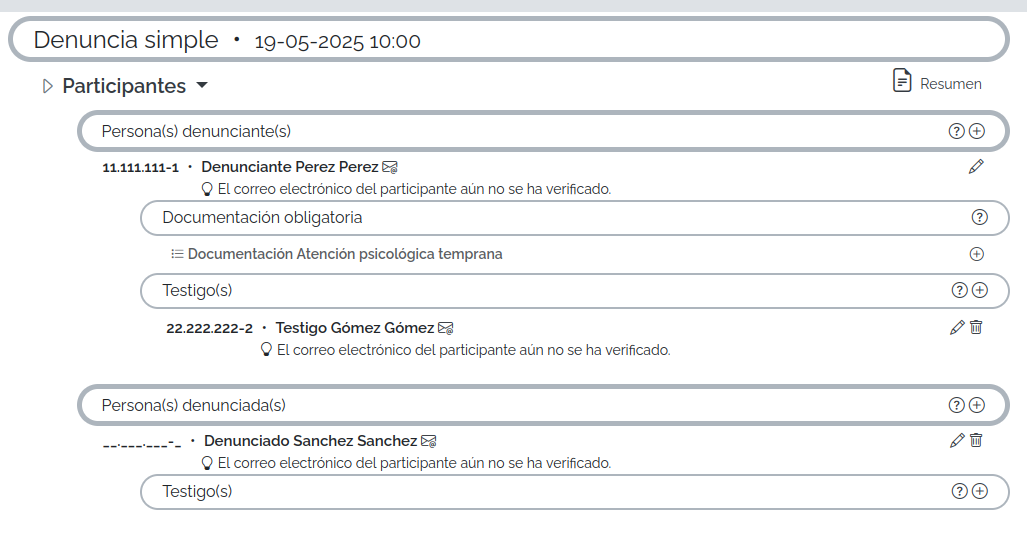 Denuncia simple • 19-05-2025 10:00
Participantes
Resumen
Persona(s) denunciante(s)
11.111.111-1 • Denunciante Perez Perez
El correo electrónico del participante aún no se ha verificado.
Documentación obligatoria
Documentación Atención psicológica temprana
Testigo(s)
22.222.222-2 • Testigo Gómez Gómez
El correo electrónico del participante aún no se ha verificado.
Persona(s) denunciada(s)
__.___.___-_ • Denunciado Sanchez Sanchez
El correo electrónico del participante aún no se ha verificado.
Testigo(s)